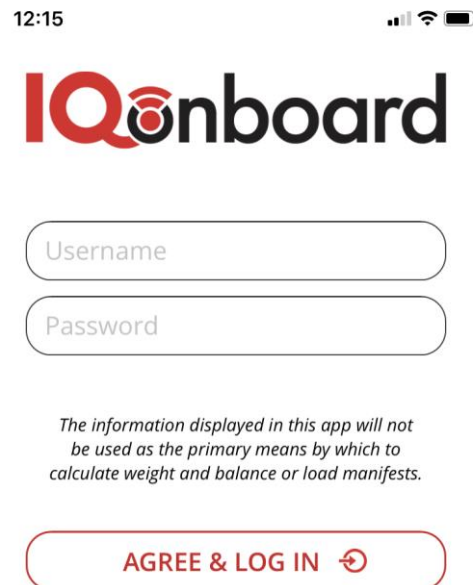 12:15
IQonboard
Username
Password
The information displayed in this app will not
be used as the primary means by which to
calculate weight and balance or load manifests.
AGREE & LOG IN